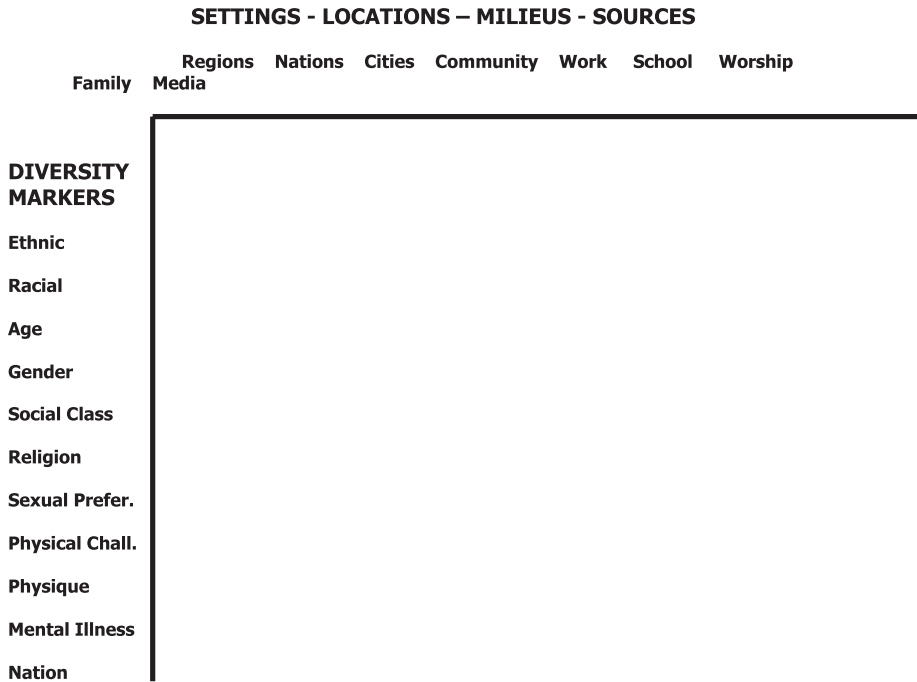 SETTINGS - LOCATIONS – MILIEUS - SOURCES
Regions Nations Cities Community Work School Worship
Family Media
DIVERSITY
MARKERS
Ethnic
Racial
Age
Gender
Social Class
Religion
Sexual Prefer.
Physical Chall.
Physique
Mental Illness
Nation